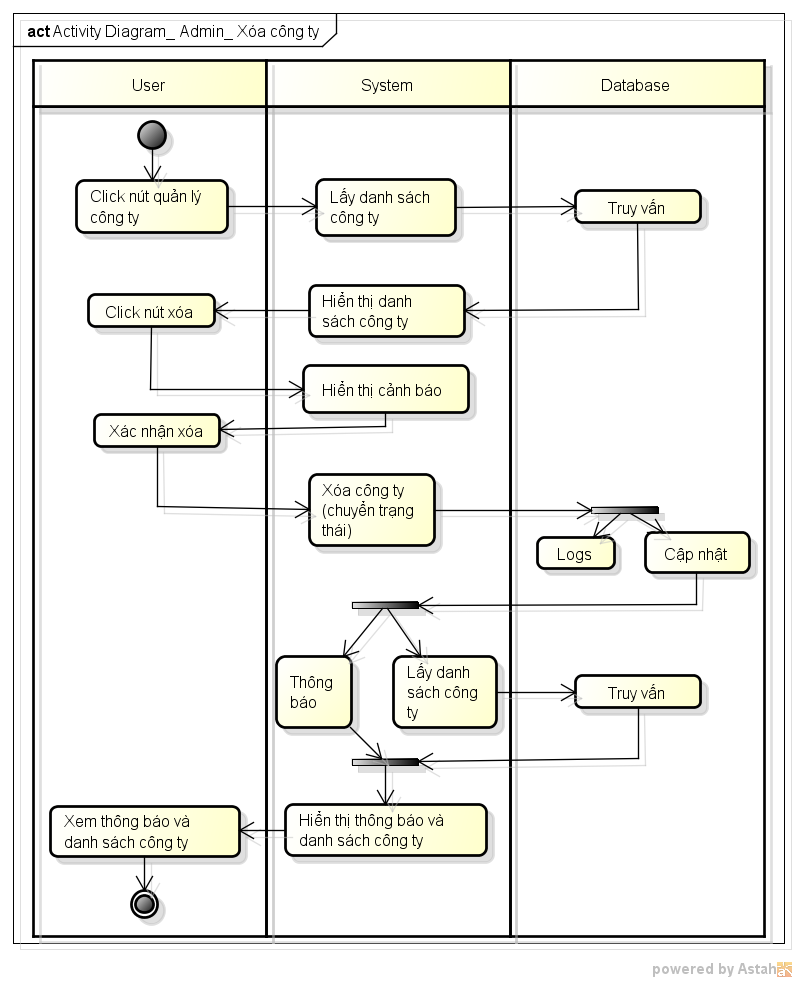 act Activity Diagram_ Admin_ Xóa công ty
User
System
Database
Click nút quản lý
công ty
Lấy danh sách
công ty
Truy vấn
Hiển thị danh
sách công ty
Click nút xóa
Hiển thị cảnh báo
Xác nhận xóa
Xóa công ty
(chuyển trạng
thái)
Logs
Cập nhật
Thông
báo
Lấy danh
sách công
ty
Truy vấn
Hiển thị thông báo và
danh sách công ty
Xem thông báo và
danh sách công ty
powered by Astah